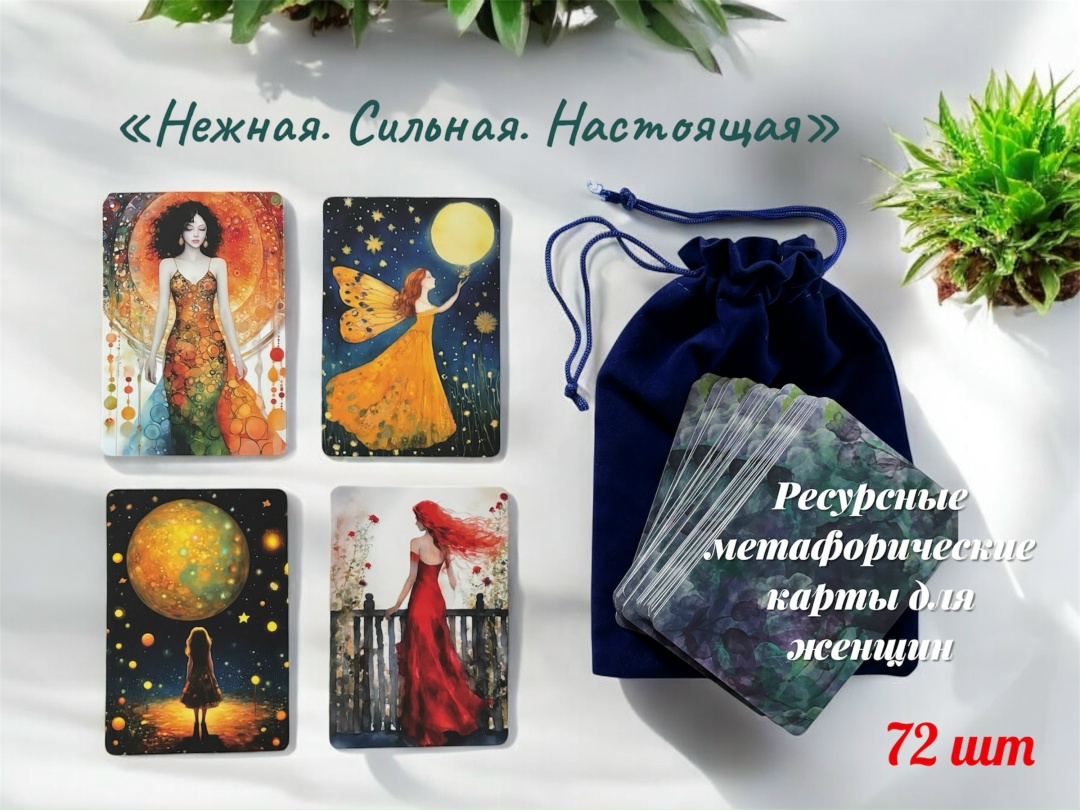 «Нежная. Сильная. Настоящая»
Ресурсные
метафорические
карты для
женщин
72 шт